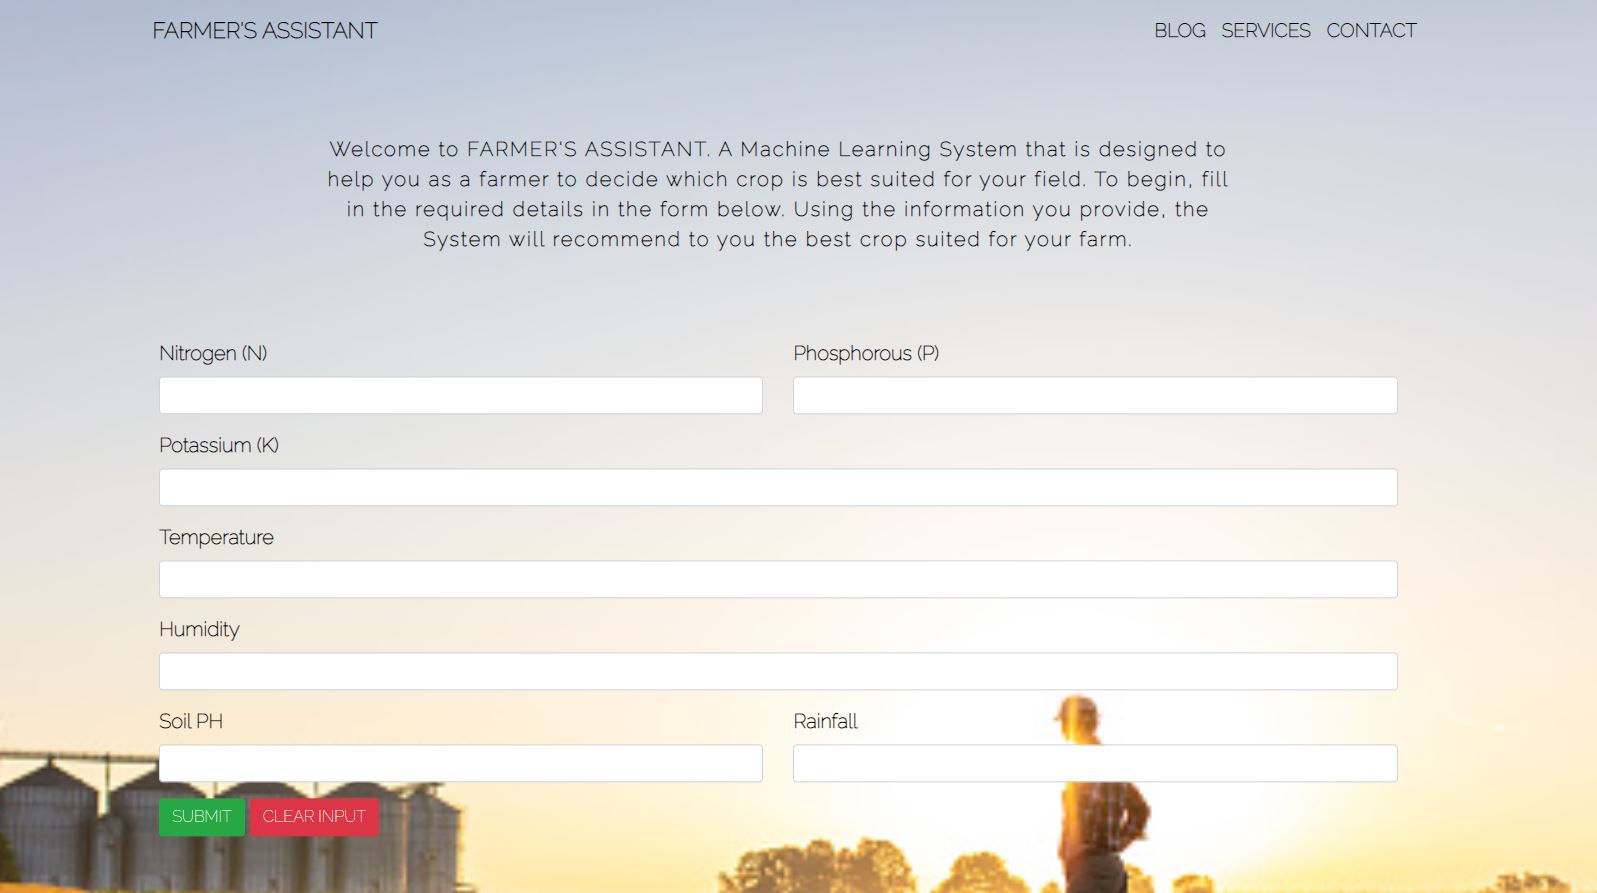 FARMER'S ASSISTANT
BLOG SERVICES CONTACT
Welcome to FARMER'S ASSISTANT. A Machine Learning System that is designed to
help you as a farmer to decide which crop is best suited for your field. To begin, fill
in the required details in the form below. Using the information you provide, the
System will recommend to you the best crop suited for your farm.
Nitrogen (N)
Phosphorous (P)
Potassium (K)
Temperature
Humidity
Soil PH
Rainfall
SUBMIT
CLEAR INPUT